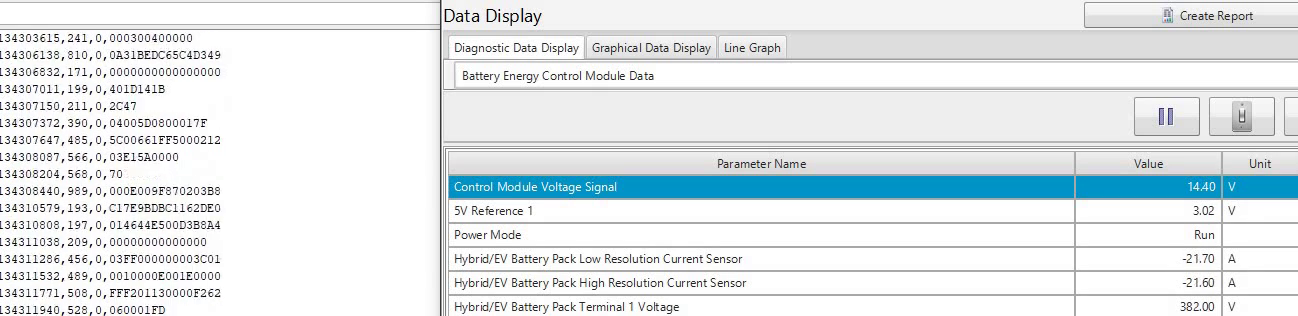 134303615,241,0,000300400000
134306138,810,0,0A31BEDC65C4D349
134306832,171,0,0000000000000000
134307011,199,0,401D141B
134307150,211,0,2C47
134307372,390,0,04005D0800017F
134307647,485,0,5C00661FF5000212
134308087,566,0,03E15A0000
134308204,568,0,70
134308440,989,0,000E009F870203B8
134310579,193,0,C17E9BDBC1162DE0
134310808,197,0,014644E500D3B8A4
134311038,209,0,00000000000000
134311286,456,0,03FF000000003C01
134311532,489,0,0010000E001E0000
134311771,508,0,FFF201130000F262
134311940,528,0,060001FD
Data Display
Create Report
Diagnostic Data Display Graphical Data Display Line Graph
Battery Energy Control Module Data
Parameter Name Value Unit
Control Module Voltage Signal 14.40 V
5V Reference 1 3.02 V
Power Mode Run
Hybrid/EV Battery Pack Low Resolution Current Sensor -21.70 A
Hybrid/EV Battery Pack High Resolution Current Sensor -21.60 A
Hybrid/EV Battery Pack Terminal 1 Voltage 382.00 V